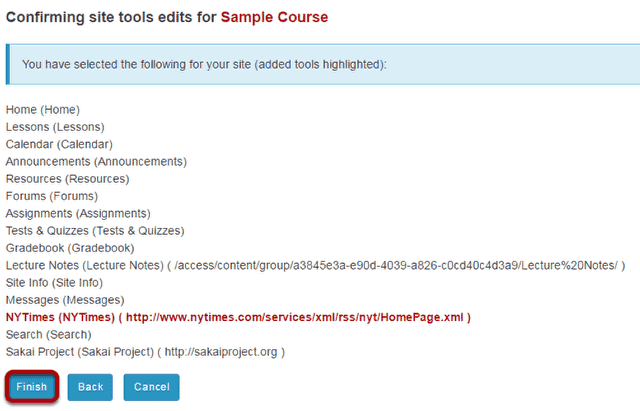 Confirming site tools edits for Sample Course
You have selected the following for your site (added tools highlighted):
Home (Home)
Lessons (Lessons)
Calendar (Calendar)
Announcements (Announcements)
Resources (Resources)
Forums (Forums)
Assignments (Assignments)
Tests & Quizzes (Tests & Quizzes)
Gradebook (Gradebook)
Lecture Notes (Lecture Notes) ( /access/content/group/a3845e3a-e90d-4039-a826-c0cd40c4d3a9/Lecture%20Notes/ )
Site Info (Site Info)
Messages (Messages)
NYTimes (NYTimes) ( http://www.nytimes.com/services/xml/rss/nyt/HomePage.xml )
Search (Search)
Sakai Project (Sakai Project) ( http://sakaiproject.org )
Finish Back Cancel